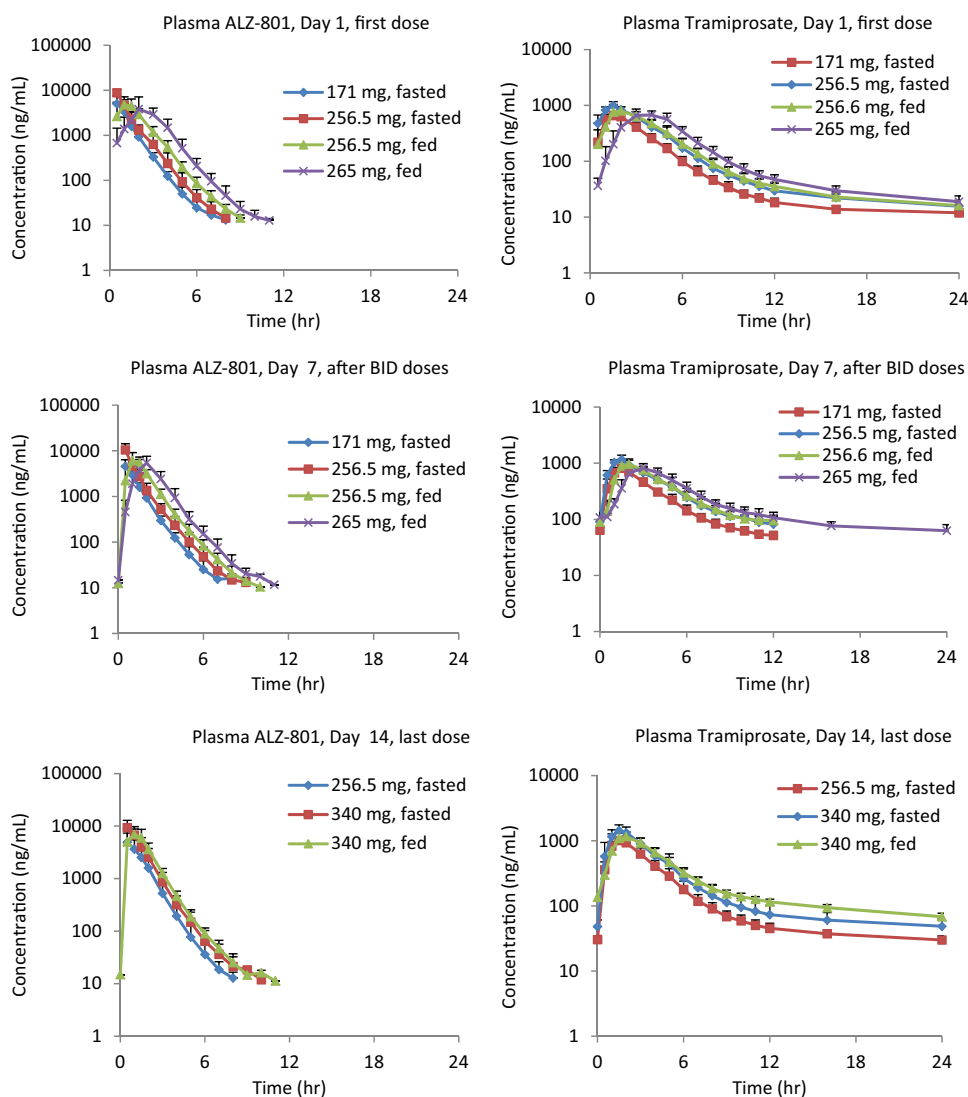 Plasma ALZ-801, Day 1, first dose
Concentration (ng/mL)
100000
10000
1000
100
10
1
171 mg, fasted
256.5 mg, fasted
256.5 mg, fed
265 mg, fed
0 6 12 18 24
Time (hr)
Plasma Tramiprosate, Day 1, first dose
Concentration (ng/mL)
10000
1000
100
10
1
171 mg, fasted
256.5 mg, fasted
256.6 mg, fed
265 mg, fed
0 6 12 18 24
Time (hr)
Plasma ALZ-801, Day 7, after BID doses
Concentration (ng/mL)
100000
10000
1000
100
10
1
171 mg, fasted
256.5 mg, fasted
256.5 mg, fed
265 mg, fed
0 6 12 18 24
Time (hr)
Plasma Tramiprosate, Day 7, after BID doses
Concentration (ng/mL)
10000
1000
100
10
1
171 mg, fasted
256.5 mg, fasted
256.6 mg, fed
265 mg, fed
0 6 12 18 24
Time (hr)
Plasma ALZ-801, Day 14, last dose
Concentration (ng/mL)
100000
10000
1000
100
10
1
256.5 mg, fasted
340 mg, fasted
340 mg, fed
0 6 12 18 24
Time (hr)
Plasma Tramiprosate, Day 14, last dose
Concentration (ng/mL)
10000
1000
100
10
1
256.5 mg, fasted
340 mg, fasted
340 mg, fed
0 6 12 18 24
Time (hr)